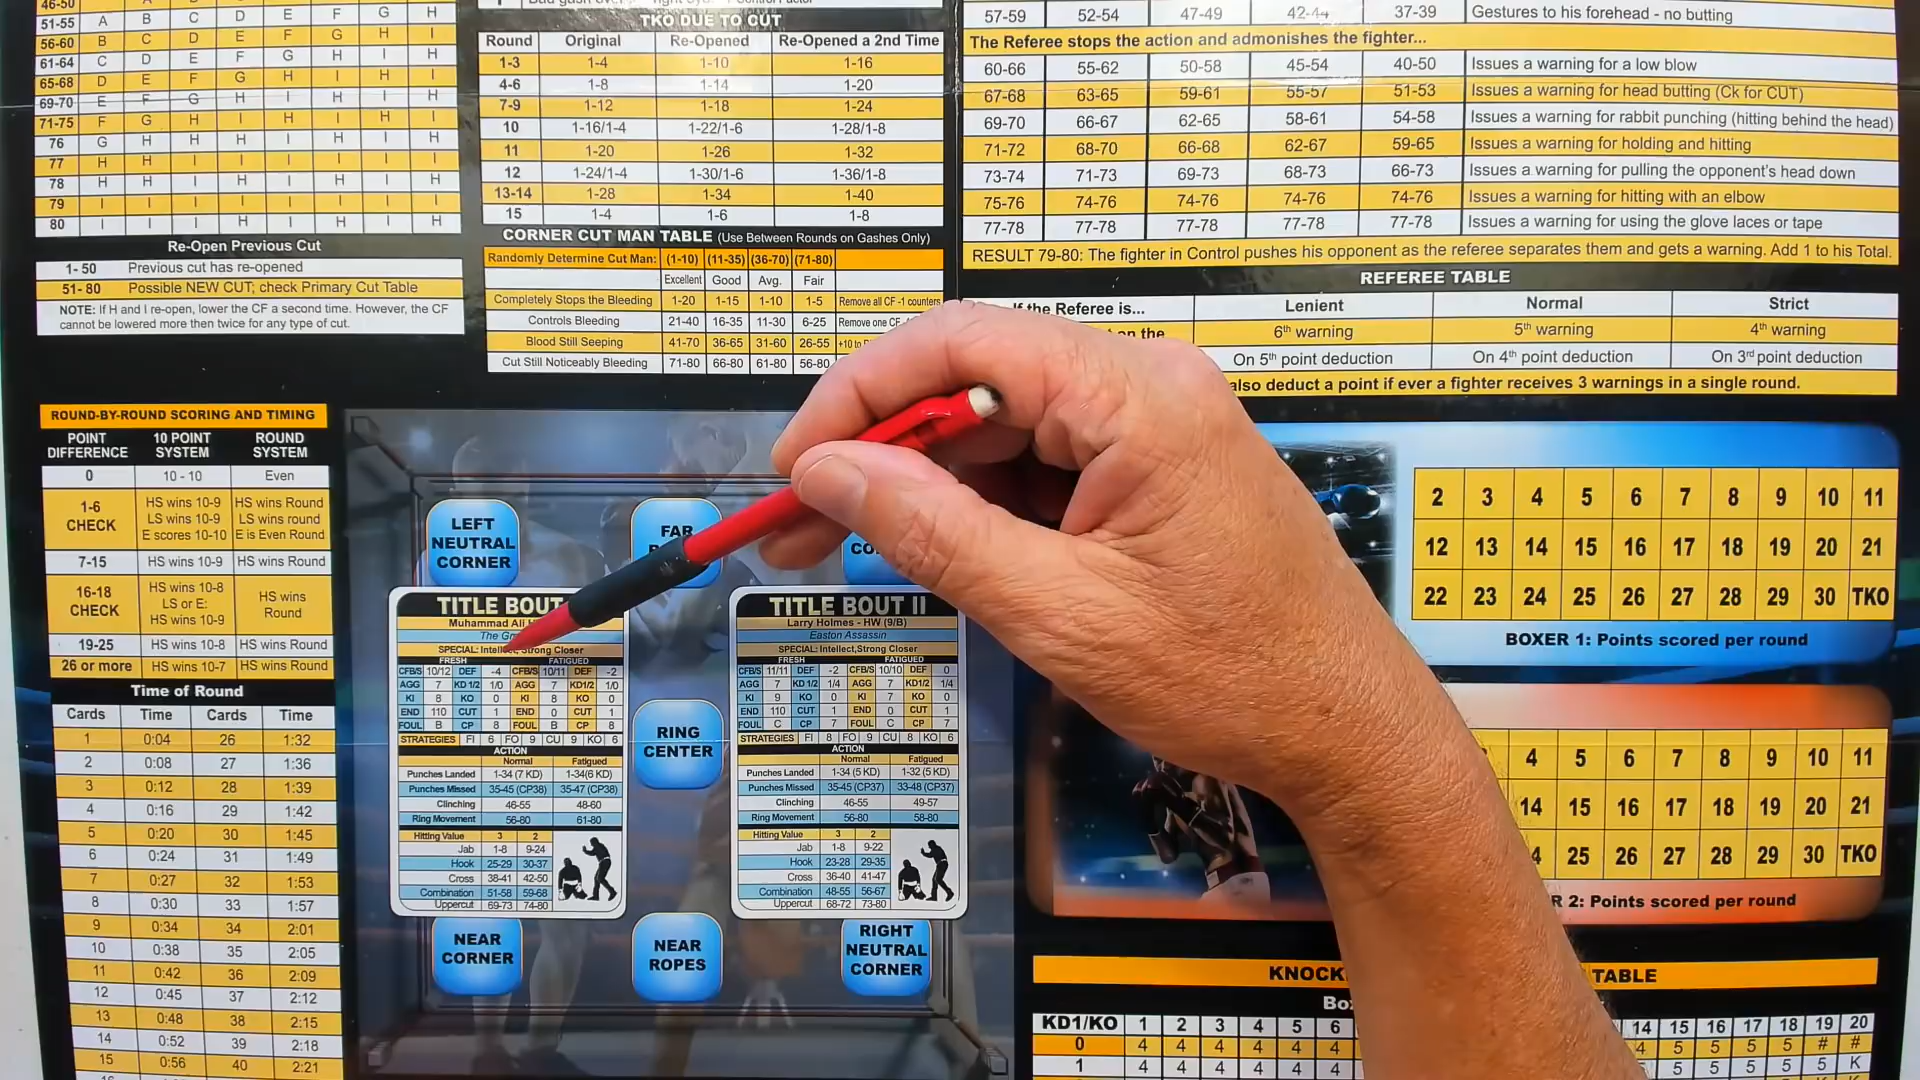 46-50
51-55 A B C D E F G H
56-60 B C D E F G H I
61-64 C D E F G H I H
65-68 D E F G H I H I
69-70 E F G H I H I H
71-75 F G H I H I H I
76 G H H H I H I H
77 H H I I I I I I
78 H H I H I H I H
79 I I I I I I I I
80 I I I H I H I H
Re-Open Previous Cut
1- 50 Previous cut has re-opened
51- 80 Possible NEW CUT; check Primary Cut Table
NOTE: If H and I re-open, lower the CF a second time. However, the CF
cannot be lowered more then twice for any type of cut.
TKO DUE TO CUT
Round Original Re-Opened Re-Opened a 2nd Time
1-3 1-4 1-10 1-16
4-6 1-8 1-14 1-20
7-9 1-12 1-18 1-24
10 1-16/1-4 1-22/1-6 1-28/1-8
11 1-20 1-26 1-32
12 1-24/1-4 1-30/1-6 1-36/1-8
13-14 1-28 1-34 1-40
15 1-4 1-6 1-8
CORNER CUT MAN TABLE (Use Between Rounds on Gashes Only)
Randomly Determine Cut Man: (1-10) (11-35) (36-70) (71-80)
Excellent Good Avg. Fair
Completely Stops the Bleeding 1-20 1-15 1-10 1-5 Remove all CF -1 counters
Controls Bleeding 21-40 16-35 11-30 6-25 Remove one CF
Blood Still Seeping 41-70 36-65 31-60 26-55 +10 to
Cut Still Noticeably Bleeding 71-80 66-80 61-80 56-80
57-59 52-54 47-49 42-44 37-39 Gestures to his forehead - no butting
The Referee stops the action and admonishes the fighter...
60-66 55-62 50-58 45-54 40-50 Issues a warning for a low blow
67-68 63-65 59-61 55-57 51-53 Issues a warning for head butting (Ck for CUT)
69-70 66-67 62-65 58-61 54-58 Issues a warning for rabbit punching (hitting behind the head)
71-72 68-70 66-68 62-67 59-65 Issues a warning for holding and hitting
73-74 71-73 69-73 68-73 66-73 Issues a warning for pulling the opponent's head down
75-76 74-76 74-76 74-76 74-76 Issues a warning for hitting with an elbow
77-78 77-78 77-78 77-78 77-78 Issues a warning for using the glove laces or tape
RESULT 79-80: The fighter in Control pushes his opponent as the referee separates them and gets a warning. Add 1 to his Total.
REFEREE TABLE
If the Referee is... Lenient Normal Strict
on the 6th warning 5th warning 4th warning
On 5th point deduction On 4th point deduction On 3rd point deduction
also deduct a point if ever a fighter receives 3 warnings in a single round.
ROUND-BY-ROUND SCORING AND TIMING
POINT DIFFERENCE 10 POINT SYSTEM ROUND SYSTEM
0 10 - 10 Even
1-6 CHECK HS wins 10-9 HS wins Round
LS wins 10-9 LS wins round
E scores 10-10 E is Even Round
7-15 HS wins 10-9 HS wins Round
16-18 CHECK HS wins 10-8 HS wins Round
LS or E:
HS wins 10-9
19-25 HS wins 10-8 HS wins Round
26 or more HS wins 10-7 HS wins Round
Time of Round
Cards Time Cards Time
1 0:04 26 1:32
2 0:08 27 1:36
3 0:12 28 1:39
4 0:16 29 1:42
5 0:20 30 1:45
6 0:24 31 1:49
7 0:27 32 1:53
8 0:30 33 1:57
9 0:34 34 2:01
10 0:38 35 2:05
11 0:42 36 2:09
12 0:45 37 2:12
13 0:48 38 2:15
14 0:52 39 2:18
15 0:56 40 2:21
LEFT
NEUTRAL
CORNER
FAR
TITLE BOUT
Muhammad Ali
SPECIAL: Intellect, Strong Closer
FRESH FATIGUED
CFB/S 10/12 DEF -4 CFB/S 10/11 DEF -2
AGG 7 KD 1/2 1/0 AGG 7 KD1/2 1/0
KI 8 KO 0 KI 8 KO 0
END 110 CUT 1 END 0 CUT 1
FOUL B CP 8 FOUL B CP 8
STRATEGIES FI 6 FO 9 CU 9 KO 6
ACTION
Normal Fatigued
Punches Landed 1-34 (7 KD) 1-34(6 KD)
Punches Missed 35-45 (CP38) 35-47 (CP38)
Clinching 46-55 48-60
Ring Movement 56-80 61-80
Hitting Value 3 2
Jab 1-8 9-24
Hook 25-29 30-37
Cross 38-41 42-50
Combination 51-58 59-68
Uppercut 69-73 74-80
RING
CENTER
TITLE BOUT II
Larry Holmes - HW (9/B)
Easton Assassin
SPECIAL: Intellect,Strong Closer
FRESH FATIGUED
CFB/S 11/11 DEF -2 CFB/S 10/10 DEF 0
AGG 7 KD 1/2 1/4 AGG 7 KD1/2 1/4
KI 9 KO 0 KI 7 KO 0
END 110 CUT 1 END 0 CUT 1
FOUL C CP 7 FOUL C CP 7
STRATEGIES FI 8 FO 9 CU 8 KO 6
ACTION
Normal Fatigued
Punches Landed 1-34 (5 KD) 1-32 (5 KD)
Punches Missed 35-45 (CP37) 33-48 (CP37)
Clinching 46-55 49-57
Ring Movement 56-80 58-80
Hitting Value 3 2
Jab 1-8 9-22
Hook 23-28 29-35
Cross 36-40 41-47
Combination 48-55 56-67
Uppercut 68-72 73-80
NEAR
CORNER
NEAR
ROPES
RIGHT
NEUTRAL
CORNER
2 3 4 5 6 7 8 9 10 11
12 13 14 15 16 17 18 19 20 21
22 23 24 25 26 27 28 29 30 TKO
BOXER 1: Points scored per round
4 5 6 7 8 9 10 11
14 15 16 17 18 19 20 21
25 26 27 28 29 30 TKO
2: Points scored per round
TABLE
KD1/KO 1 2 3 4 5 6 14 15 16 17 18 19 20
0 4 4 4 4 4 4 4 5 5 5 5 # #
1 4 4 4 4 4 4 4 5 5 5 5 5 K